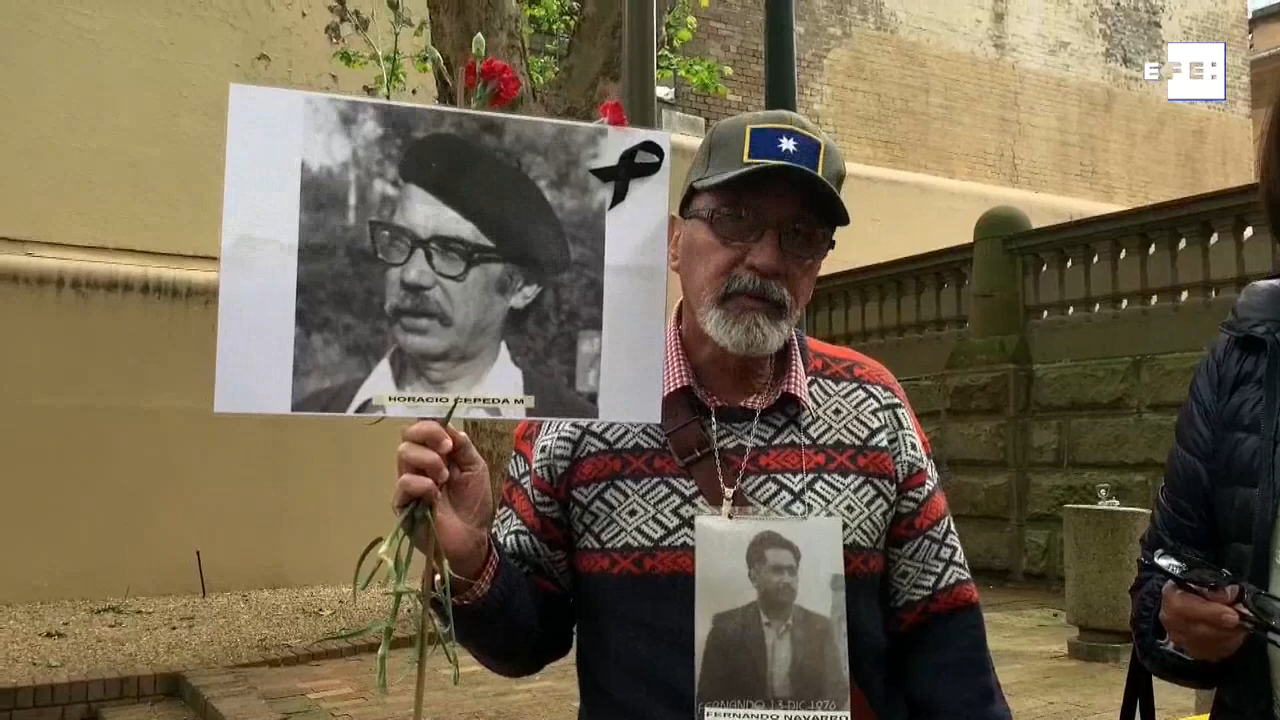 EFE:
HORACIO CEPEDA M
FERNANDO 13-DIC-1976
FERNANDO NAVARRO